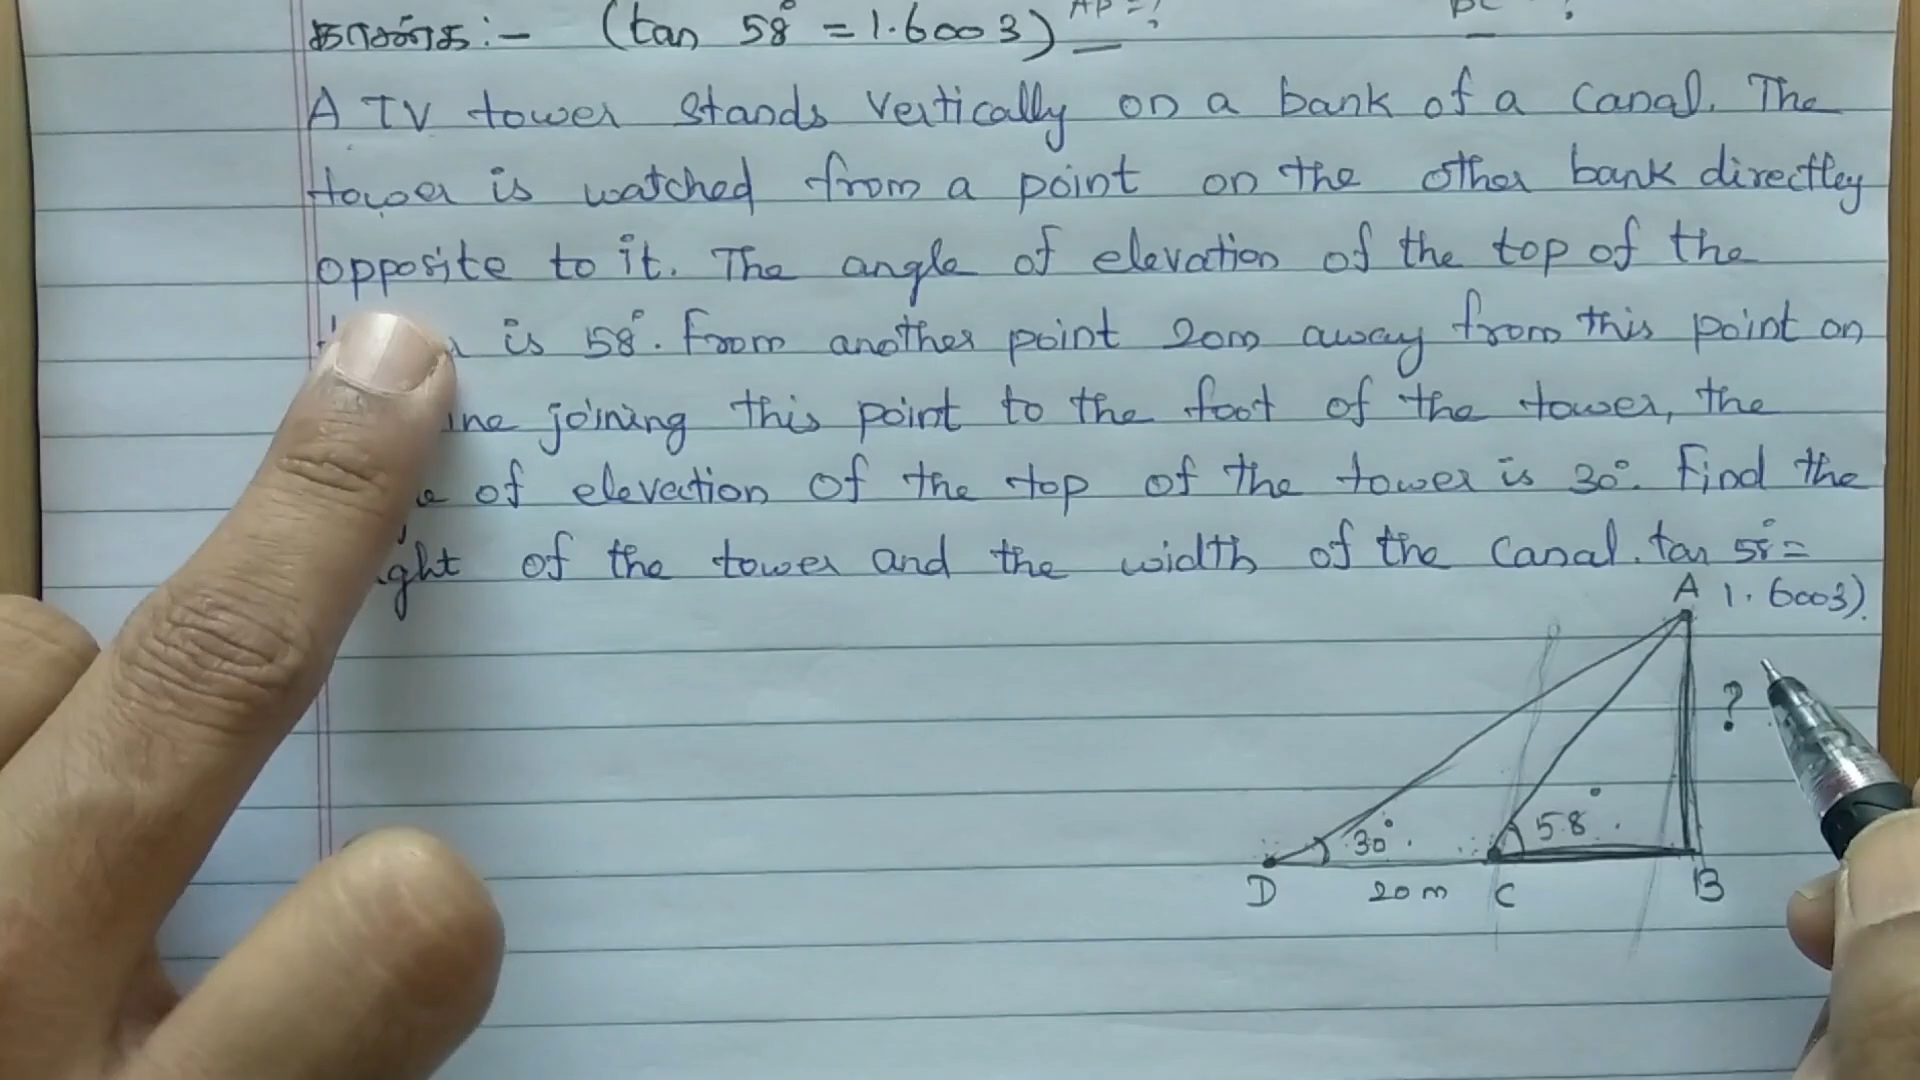 காண்க:- (tan 58° = 1.6003) AB = ? BC ?
A TV tower stands vertically on a bank of a canal. The
tower is watched from a point on the other bank directley
opposite to it. The angle of elevation of the top of the
is 58°. From another point 20m away from this point on
joining this point to the foot of the tower, the
of elevation of the top of the tower is 30°. Find the
of the tower and the width of the canal. tan 58° =
A 1.6003).
?
30° 58°
D 20 m C B